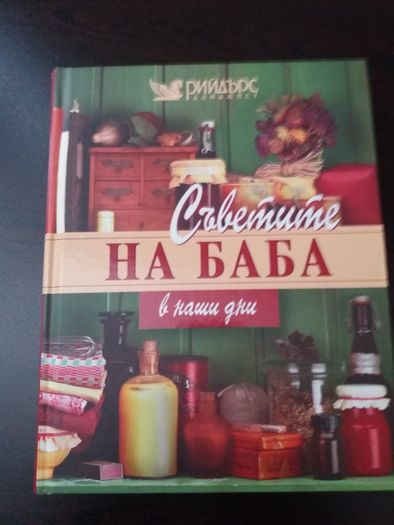 РИЙДЪРС
ДАЙДЖЕСТ
Съветите
НА БАБА
в наши дни